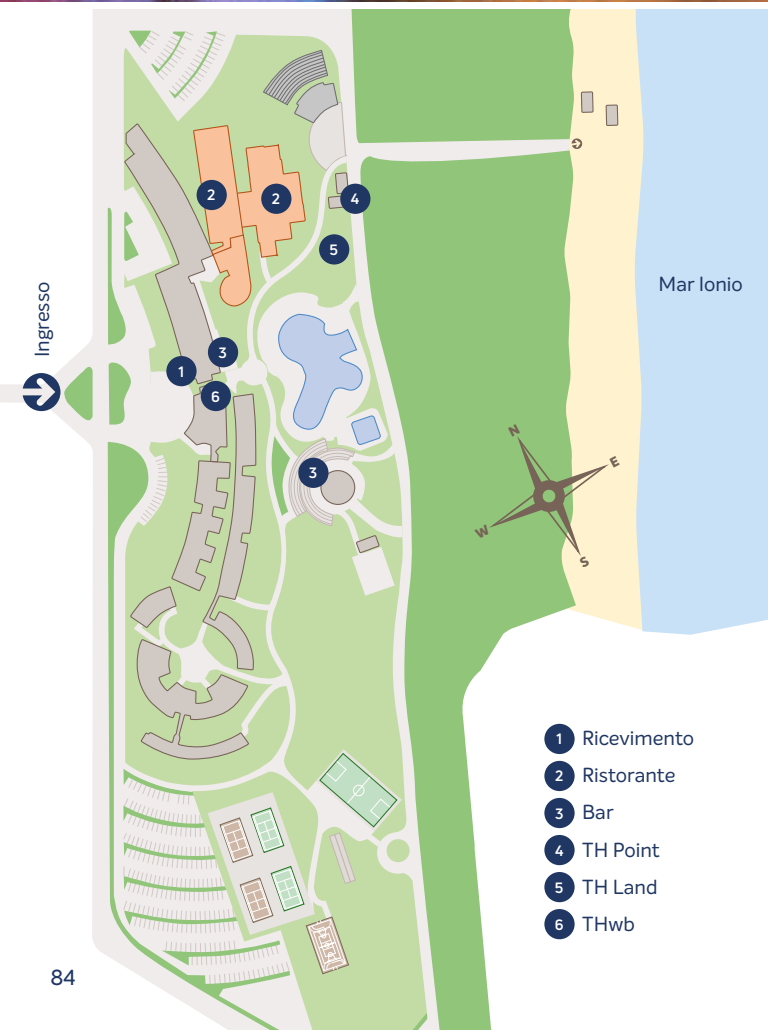 2
2
4
5
Mar Ionio
Ingresso
3
1
6
N
E
3
W
S
1 Ricevimento
2 Ristorante
3 Bar
4 TH Point
5 TH Land
6 THwb
84